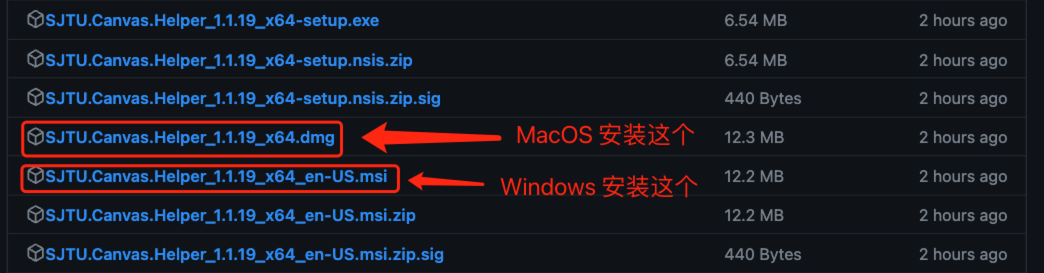 SJTU.Canvas.Helper_1.1.19_x64-setup.exe 6.54 MB 2 hours ago
SJTU.Canvas.Helper_1.1.19_x64-setup.nsis.zip 6.54 MB 2 hours ago
SJTU.Canvas.Helper_1.1.19_x64-setup.nsis.zip.sig 440 Bytes 2 hours ago
SJTU.Canvas.Helper_1.1.19_x64.dmg MacOS 安装这个 12.3 MB 2 hours ago
SJTU.Canvas.Helper_1.1.19_x64_en-US.msi Windows 安装这个 12.2 MB 2 hours ago
SJTU.Canvas.Helper_1.1.19_x64_en-US.msi.zip 12.2 MB 2 hours ago
SJTU.Canvas.Helper_1.1.19_x64_en-US.msi.zip.sig 440 Bytes 2 hours ago